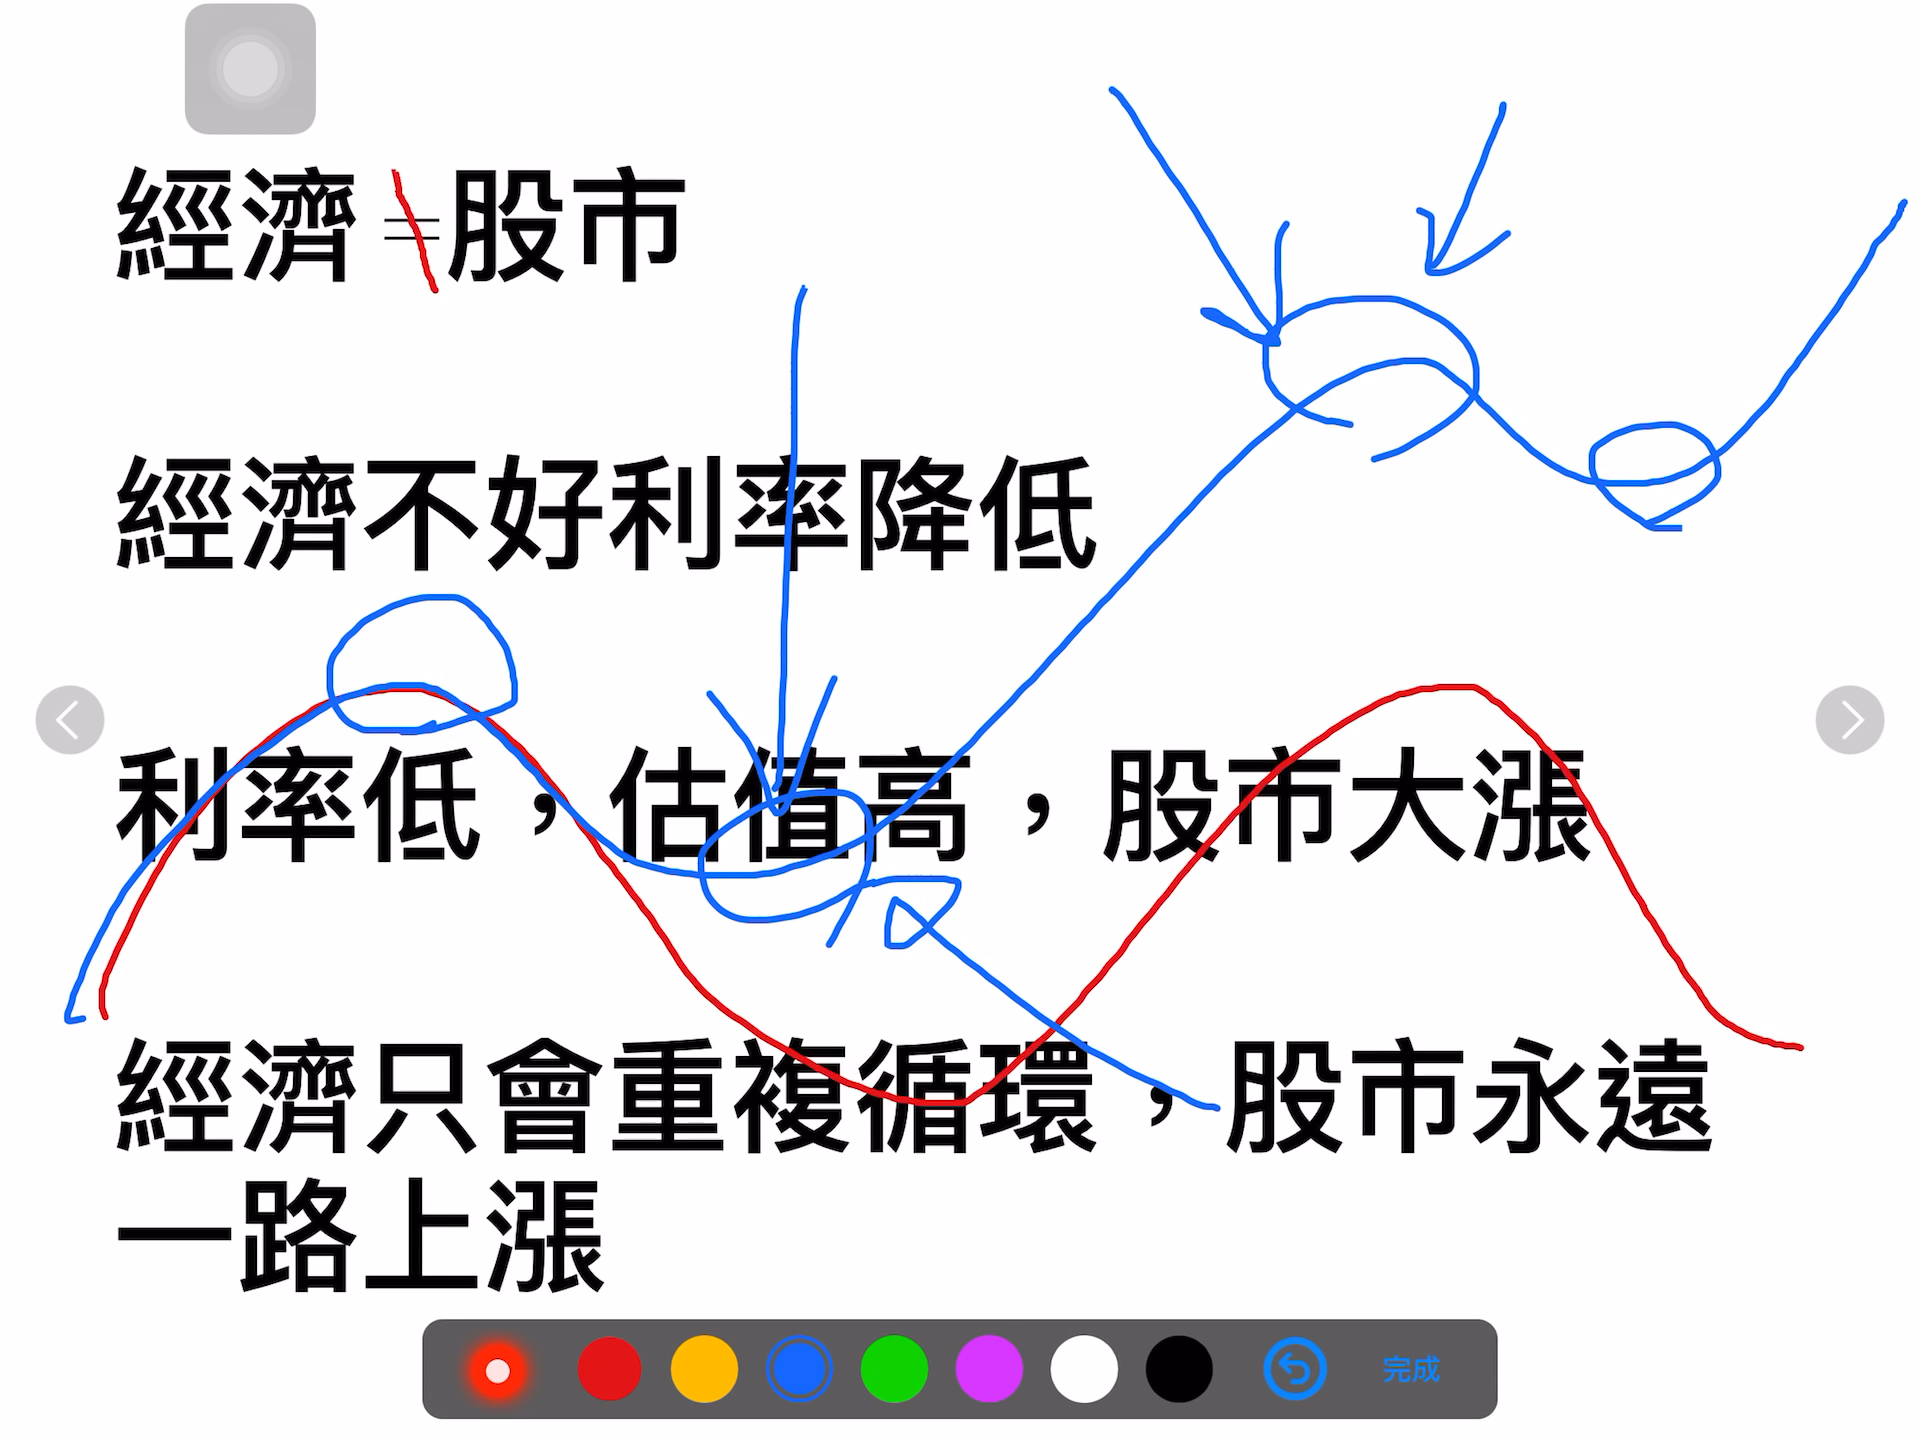 經濟 =股市
經濟不好利率降低
利率低，估值高，股市大漲
經濟只會重複循環，股市永遠
一路上漲
完成